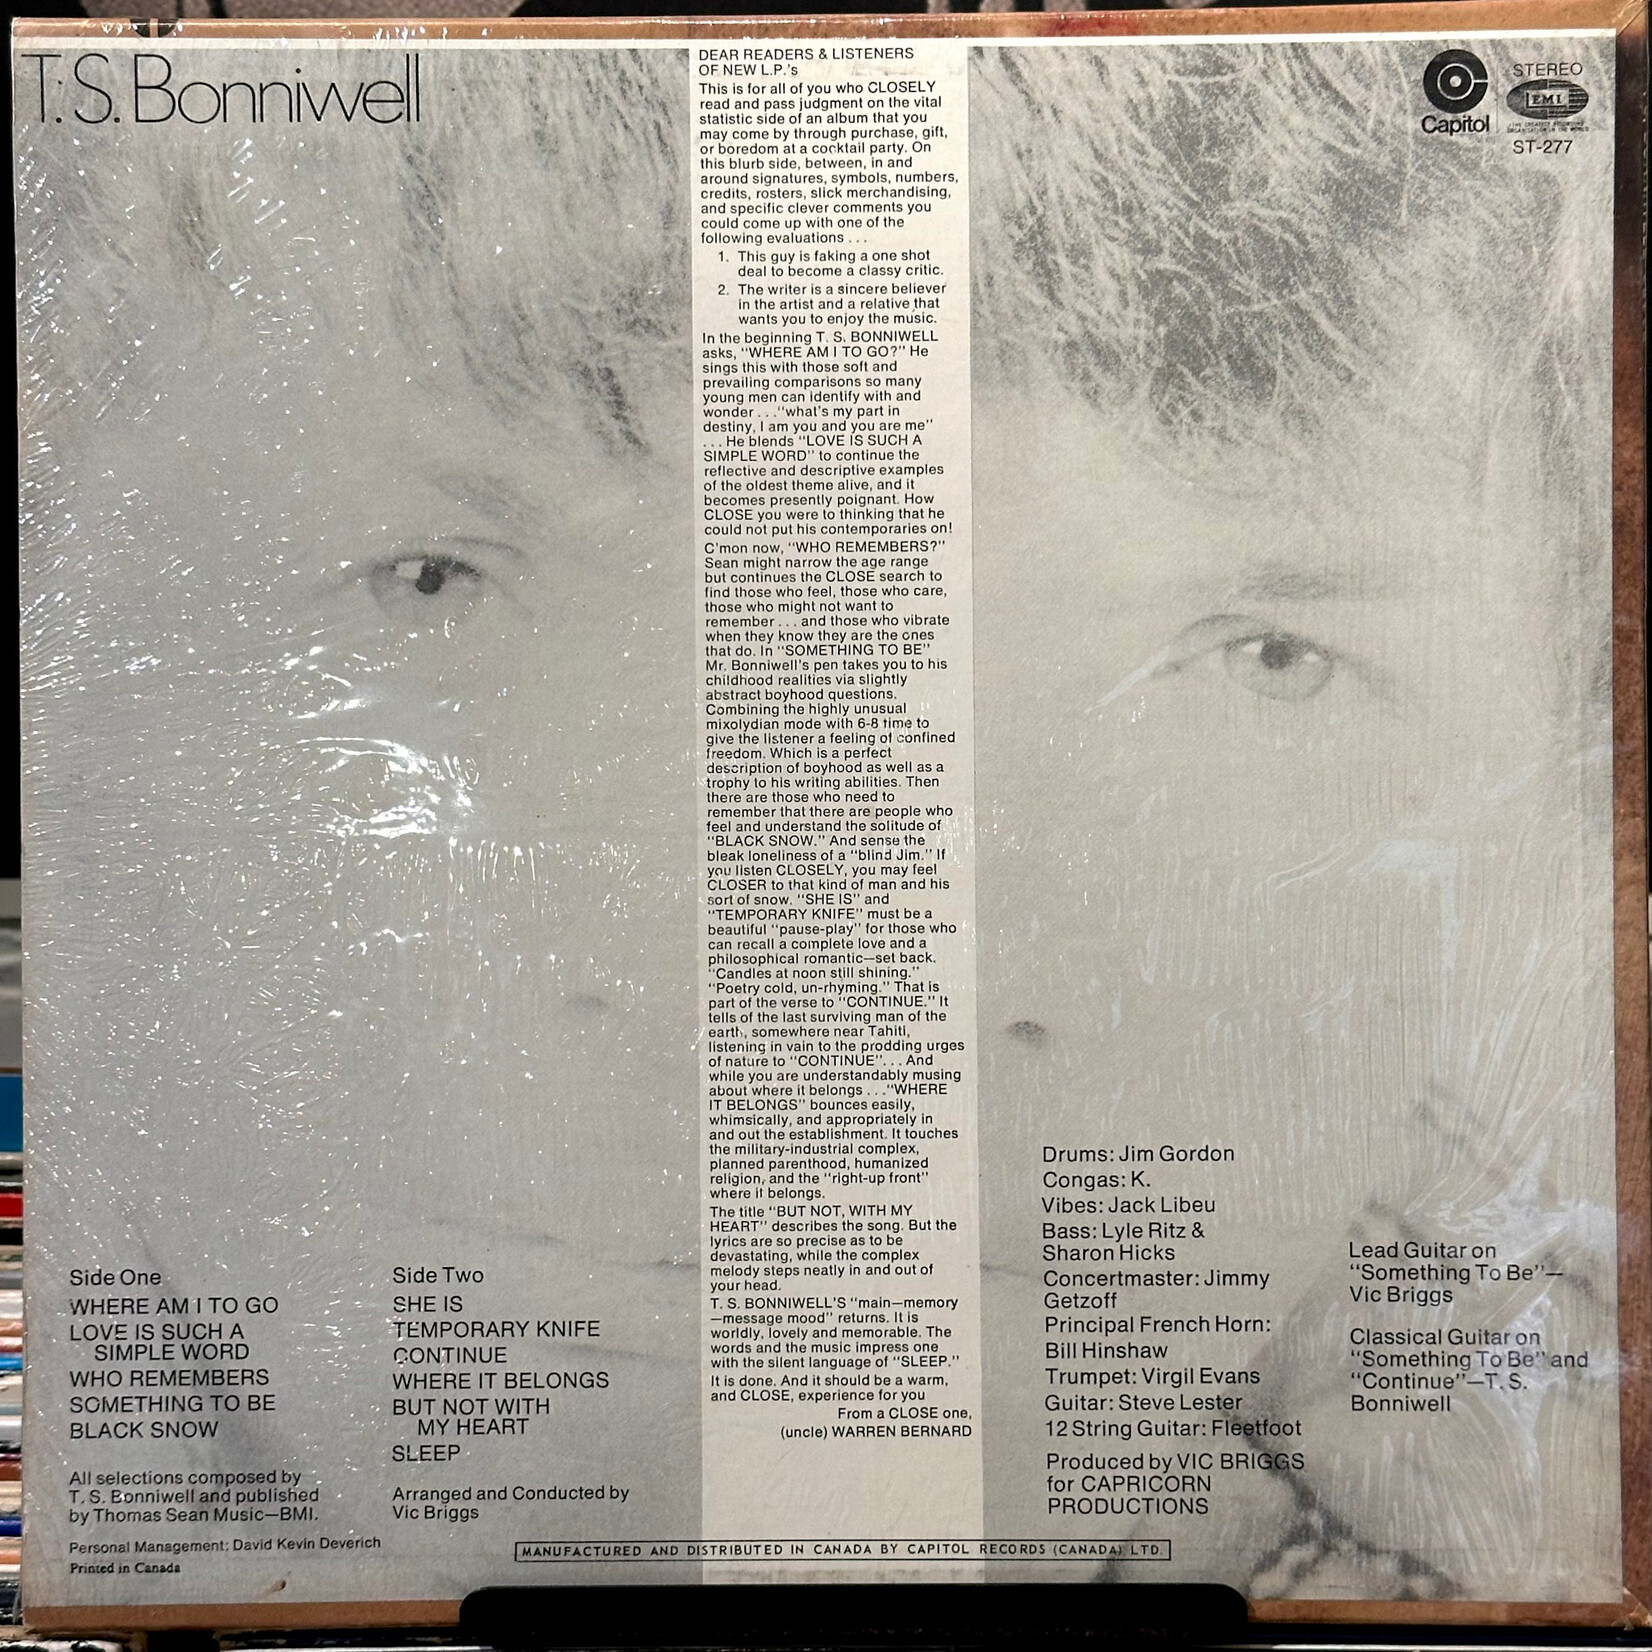 T. S. Bonniwell
DEAR READERS & LISTENERS
OF NEW L.P.'s
This is for all of you who CLOSELY
read and pass judgment on the vital
statistic side of an album that you
may come by through purchase, gift,
or boredom at a cocktail party. On
this blurb side, between, in and
around signatures, symbols, numbers,
credits, rosters, slick merchandising,
and specific clever comments you
could come up with one of the
following evaluations . . .
1. This guy is faking a one shot
deal to become a classy critic.
2. The writer is a sincere believer
in the artist and a relative that
wants you to enjoy the music.
In the beginning T. S. BONNIWELL
asks, "WHERE AM I TO GO?" He
sings this with those soft and
prevailing comparisons so many
young men can identify with and
wonder . . . "what's my part in
destiny, I am you and you are me"
. . . He blends "LOVE IS SUCH A
SIMPLE WORD" to continue the
reflective and descriptive examples
of the oldest theme alive, and it
becomes presently poignant. How
CLOSE you were to thinking that he
could not put his contemporaries on!
C'mon now, "WHO REMEMBERS?"
Sean might narrow the age range
but continues the CLOSE search to
find those who feel, those who care,
those who might not want to
remember . . . and those who vibrate
when they know they are the ones
that do. In "SOMETHING TO BE"
Mr. Bonniwell's pen takes you to his
childhood realities via slightly
abstract boyhood questions.
Combining the highly unusual
mixolydian mode with 6-8 time to
give the listener a feeling of confined
freedom. Which is a perfect
description of boyhood as well as a
trophy to his writing abilities. Then
there are those who need to
remember that there are people who
feel and understand the solitude of
"BLACK SNOW." And sense the
bleak loneliness of a "blind Jim." If
you listen CLOSELY, you may feel
CLOSER to that kind of man and his
sort of snow. "SHE IS" and
"TEMPORARY KNIFE" must be a
beautiful "pause-play" for those who
can recall a complete love and a
philosophical romantic—set back.
"Candles at noon still shining."
"Poetry cold, un-rhyming." That is
part of the verse to "CONTINUE." It
tells of the last surviving man of the
earth, somewhere near Tahiti,
listening in vain to the prodding urges
of nature to "CONTINUE". . . And
while you are understandably musing
about where it belongs . . . "WHERE
IT BELONGS" bounces easily,
whimsically, and appropriately in
and out the establishment. It touches
the military-industrial complex,
planned parenthood, humanized
religion, and the "right-up front"
where it belongs.
The title "BUT NOT, WITH MY
HEART" describes the song. But the
lyrics are so precise as to be
devastating, while the complex
melody steps neatly in and out of
your head.
T. S. BONNIWELL'S "main—memory
—message mood" returns. It is
worldly, lovely and memorable. The
words and the music impress one
with the silent language of "SLEEP."
It is done. And it should be a warm,
and CLOSE, experience for you
From a CLOSE one,
(uncle) WARREN BERNARD
Capitol
STEREO
EMI
ST-277
Side One
WHERE AM I TO GO
LOVE IS SUCH A
SIMPLE WORD
WHO REMEMBERS
SOMETHING TO BE
BLACK SNOW
All selections composed by
T. S. Bonniwell and published
by Thomas Sean Music—BMI.
Personal Management: David Kevin Deverich
Printed in Canada
Side Two
SHE IS
TEMPORARY KNIFE
CONTINUE
WHERE IT BELONGS
BUT NOT WITH
MY HEART
SLEEP
Arranged and Conducted by
Vic Briggs
Drums: Jim Gordon
Congas: K.
Vibes: Jack Libeu
Bass: Lyle Ritz &
Sharon Hicks
Concertmaster: Jimmy
Getzoff
Principal French Horn:
Bill Hinshaw
Trumpet: Virgil Evans
Guitar: Steve Lester
12 String Guitar: Fleetfoot
Produced by VIC BRIGGS
for CAPRICORN
PRODUCTIONS
Lead Guitar on
"Something To Be"—
Vic Briggs
Classical Guitar on
"Something To Be" and
"Continue"—T. S.
Bonniwell
MANUFACTURED AND DISTRIBUTED IN CANADA BY CAPITOL RECORDS (CANADA) LTD.